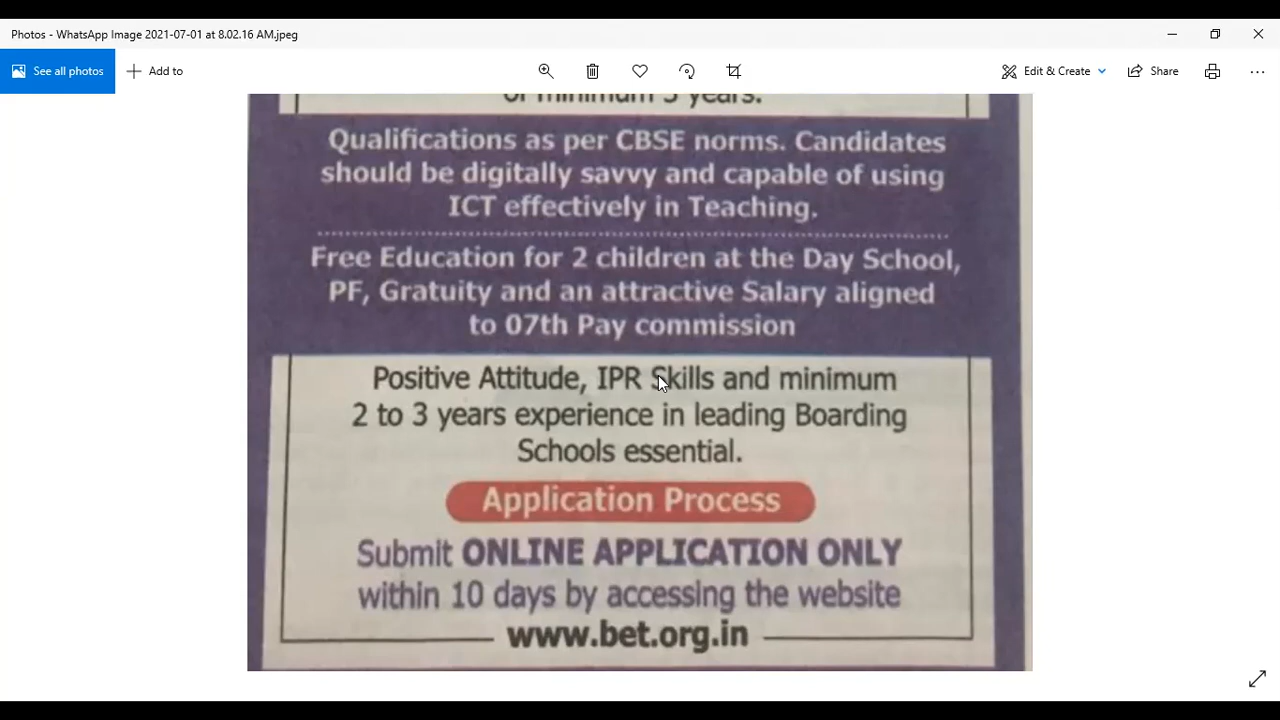 Photos - WhatsApp Image 2021-07-01 at 8.02.16 AM.jpeg
See all photos
Add to
Edit & Create
Share
or minimum 5 years.
Qualifications as per CBSE norms. Candidates
should be digitally savvy and capable of using
ICT effectively in Teaching.
Free Education for 2 children at the Day School,
PF, Gratuity and an attractive Salary aligned
to 07th Pay commission
Positive Attitude, IPR Skills and minimum
2 to 3 years experience in leading Boarding
Schools essential.
Application Process
Submit ONLINE APPLICATION ONLY
within 10 days by accessing the website
www.bet.org.in